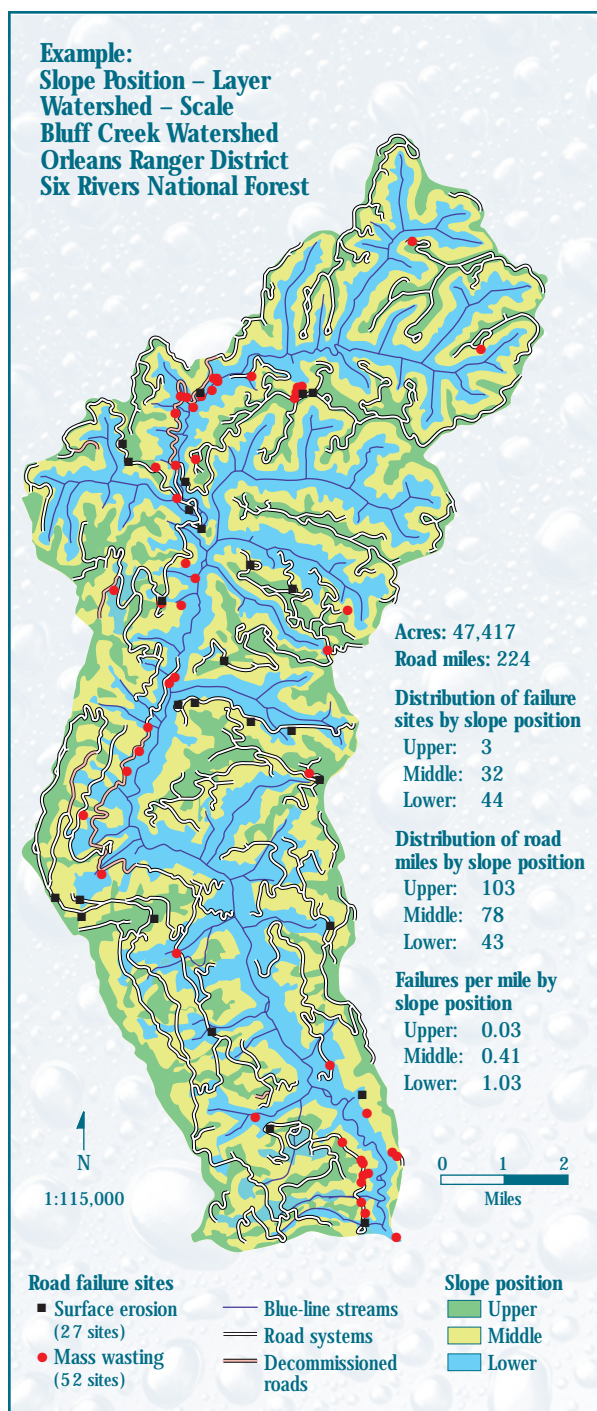 Example:
Slope Position – Layer
Watershed – Scale
Bluff Creek Watershed
Orleans Ranger District
Six Rivers National Forest
Acres: 47,417
Road miles: 224
Distribution of failure
sites by slope position
Upper: 3
Middle: 32
Lower: 44
Distribution of road
miles by slope position
Upper: 103
Middle: 78
Lower: 43
Failures per mile by
slope position
Upper: 0.03
Middle: 0.41
Lower: 1.03
N
1:115,000
0 1 2
Miles
Road failure sites
Surface erosion
(27 sites)
Mass wasting
(52 sites)
Blue-line streams
Road systems
Decommissioned
roads
Slope position
Upper
Middle
Lower